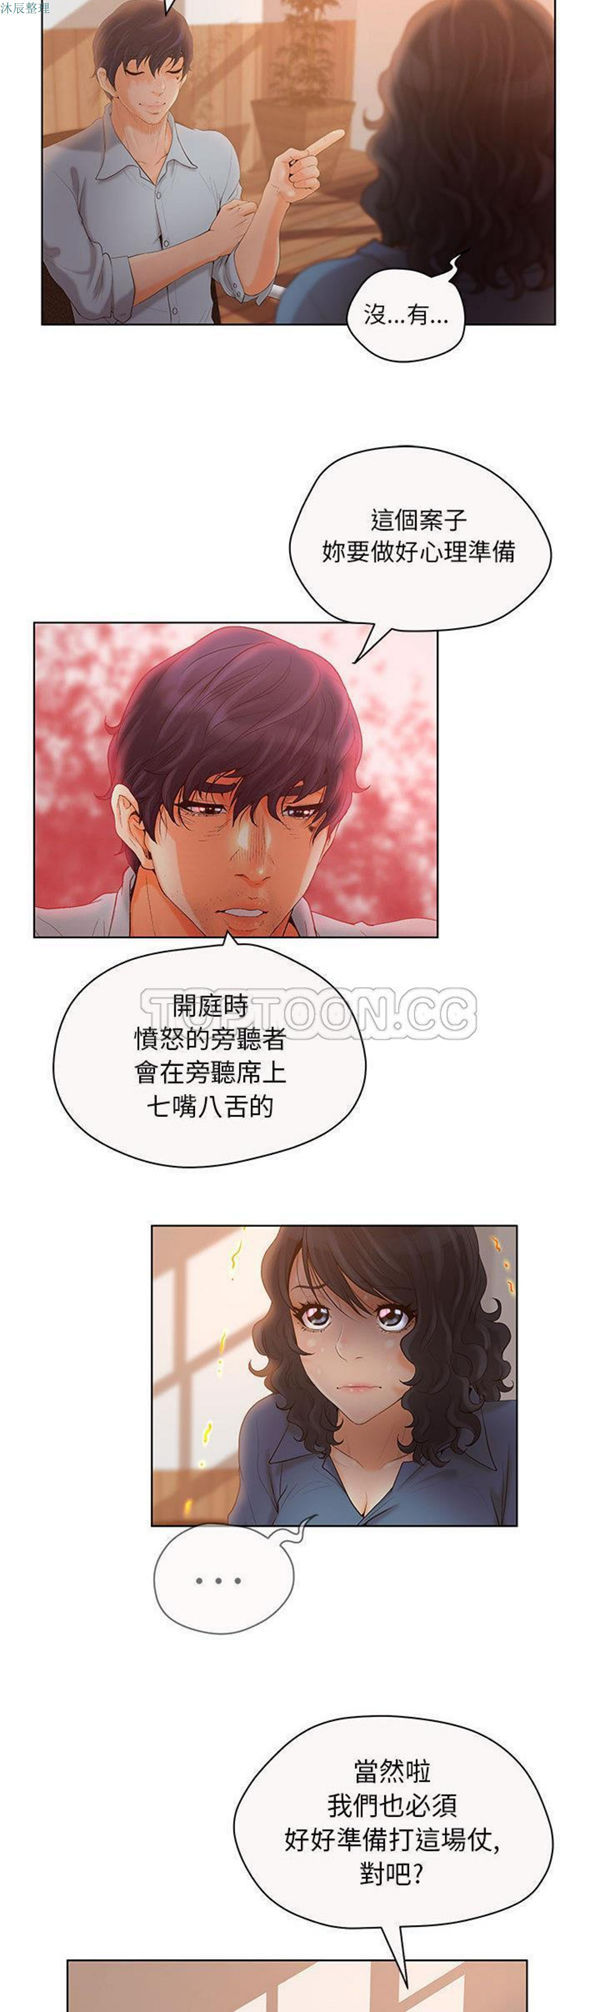 沐辰整理
沒...有...
這個案子
妳要做好心理準備
TOPTOON.CC
開庭時
憤怒的旁聽者
會在旁聽席上
七嘴八舌的
...
當然啦
我們也必須
好好準備打這場仗,
對吧?